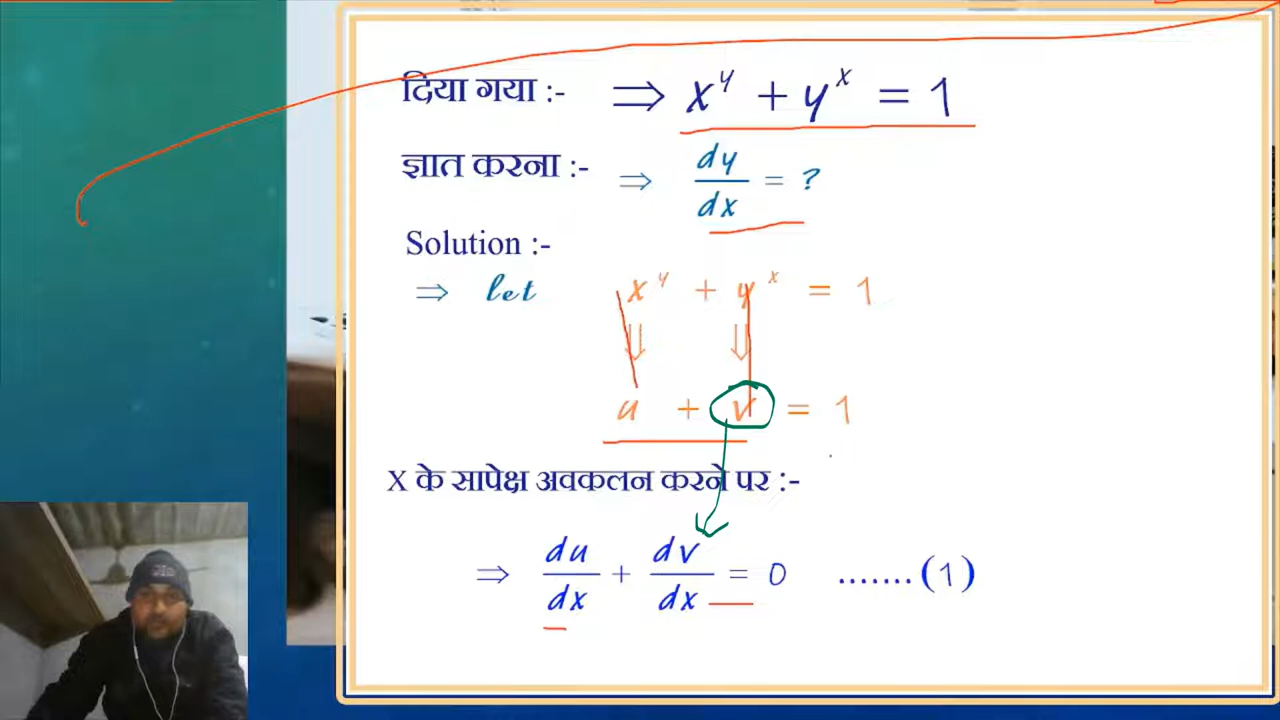 दिया गया :- ⇒ x^y + y^x = 1
ज्ञात करना :- ⇒ dy/dx = ?
Solution :-
⇒ let x^y + y^x = 1
⇓ ⇓
u + v = 1
X के सापेक्ष अवकलन करने पर :-
⇒ du/dx + dv/dx = 0 .......(1)